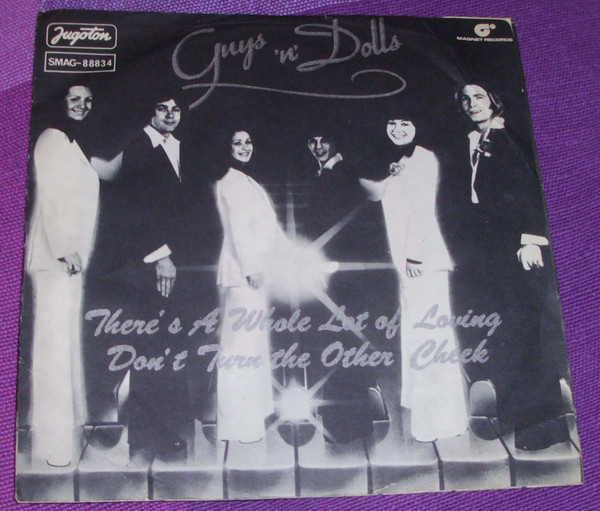 Jugoton
SMAG-88834
Guys 'n' Dolls
MAGNET RECORDS
There's A Whole Lot of Loving
Don't Turn the Other Cheek